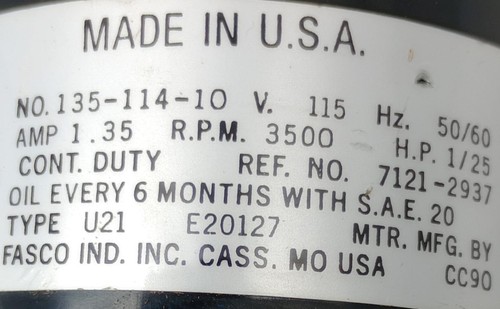 MADE IN U.S.A.
NO. 135-114-10 V. 115 Hz. 50/60
AMP 1.35 R.P.M. 3500 H.P. 1/25
CONT. DUTY REF. NO. 7121-2937
OIL EVERY 6 MONTHS WITH S.A.E. 20
TYPE U21 E20127 MTR. MFG. BY
FASCO IND. INC. CASS. MO USA CC90